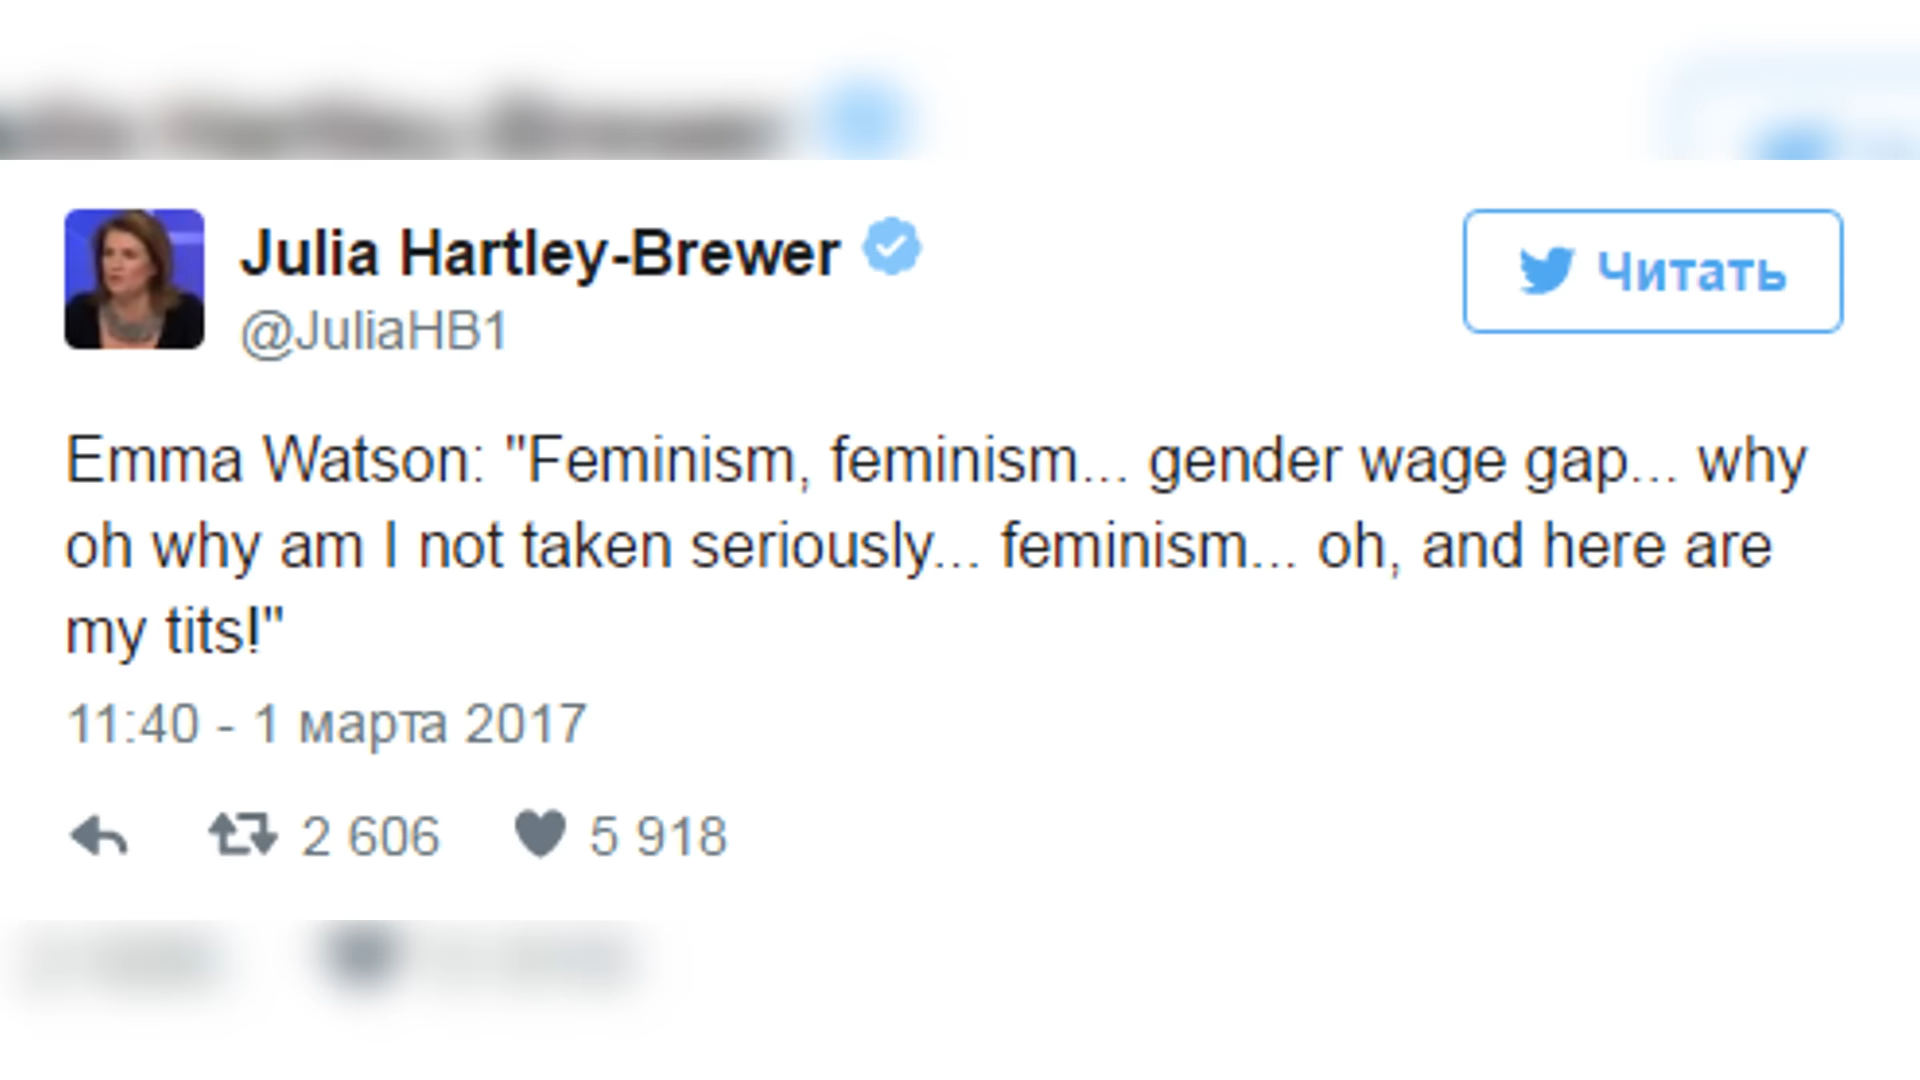 Julia Hartley-Brewer
@JuliaHB1
Читать
Emma Watson: "Feminism, feminism... gender wage gap... why
oh why am I not taken seriously... feminism... oh, and here are
my tits!"
11:40 - 1 марта 2017
2 606 5 918